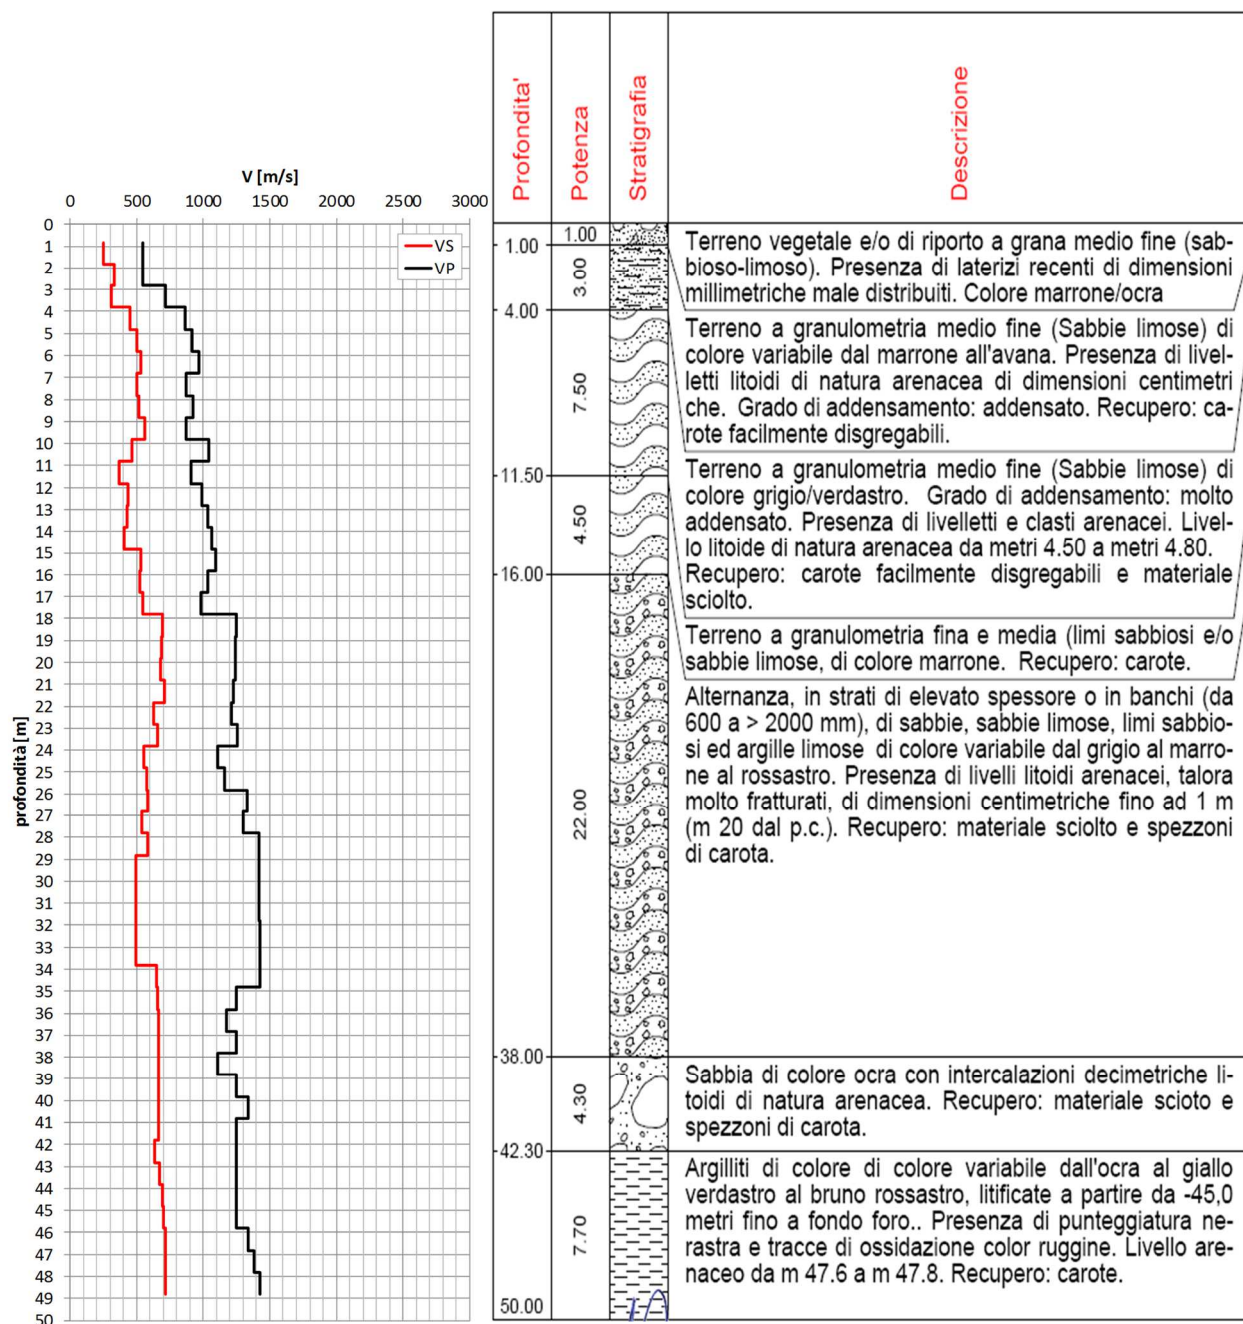 V [m/s]
0 500 1000 1500 2000 2500 3000
profondità [m]
0
1
2
3
4
5
6
7
8
9
10
11
12
13
14
15
16
17
18
19
20
21
22
23
24
25
26
27
28
29
30
31
32
33
34
35
36
37
38
39
40
41
42
43
44
45
46
47
48
49
50
VS
VP
Profondita' Potenza Stratigrafia Descrizione
1.00
4.00
11.50
16.00
38.00
42.30
50.00
1.00
3.00
7.50
4.50
22.00
4.30
7.70
Terreno vegetale e/o di riporto a grana medio fine (sab-
bioso-limoso). Presenza di laterizi recenti di dimensioni
millimetriche male distribuiti. Colore marrone/ocra
Terreno a granulometria medio fine (Sabbie limose) di
colore variabile dal marrone all'avana. Presenza di livel-
letti litoidi di natura arenacea di dimensioni centimetri
che. Grado di addensamento: addensato. Recupero: ca-
rote facilmente disgregabili.
Terreno a granulometria medio fine (Sabbie limose) di
colore grigio/verdastro. Grado di addensamento: molto
addensato. Presenza di livelletti e clasti arenacei. Livel-
lo litoide di natura arenacea da metri 4.50 a metri 4.80.
Recupero: carote facilmente disgregabili e materiale
sciolto.
Terreno a granulometria fina e media (limi sabbiosi e/o
sabbie limose, di colore marrone. Recupero: carote.
Alternanza, in strati di elevato spessore o in banchi (da
600 a > 2000 mm), di sabbie, sabbie limose, limi sabbio-
si ed argille limose di colore variabile dal grigio al marro-
ne al rossastro. Presenza di livelli litoidi arenacei, talora
molto fratturati, di dimensioni centimetriche fino ad 1 m
(m 20 dal p.c.). Recupero: materiale sciolto e spezzoni
di carota.
Sabbia di colore ocra con intercalazioni decimetriche li-
toidi di natura arenacea. Recupero: materiale scioto e
spezzoni di carota.
Argilliti di colore di colore variabile dall'ocra al giallo
verdastro al bruno rossastro, litificate a partire da -45,0
metri fino a fondo foro.. Presenza di punteggiatura ne-
rastra e tracce di ossidazione color ruggine. Livello are-
naceo da m 47.6 a m 47.8. Recupero: carote.